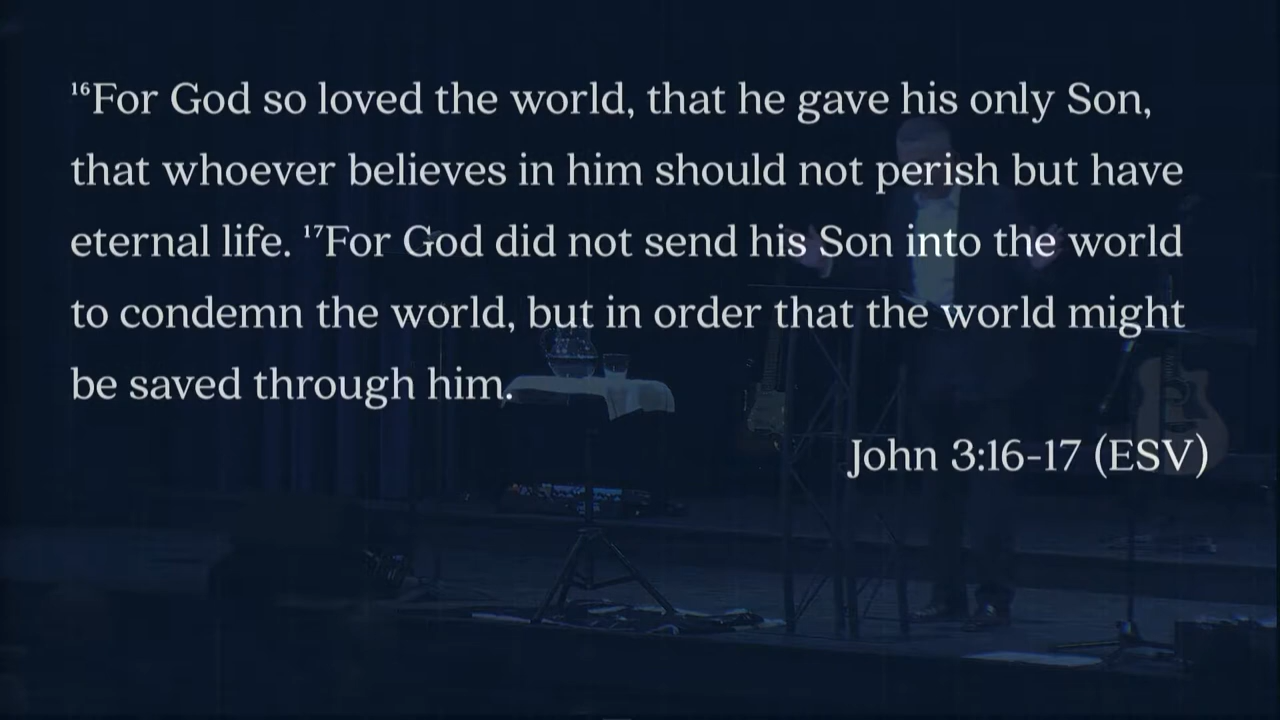 ¹⁶For God so loved the world, that he gave his only Son,
that whoever believes in him should not perish but have
eternal life. ¹⁷For God did not send his Son into the world
to condemn the world, but in order that the world might
be saved through him.
John 3:16-17 (ESV)